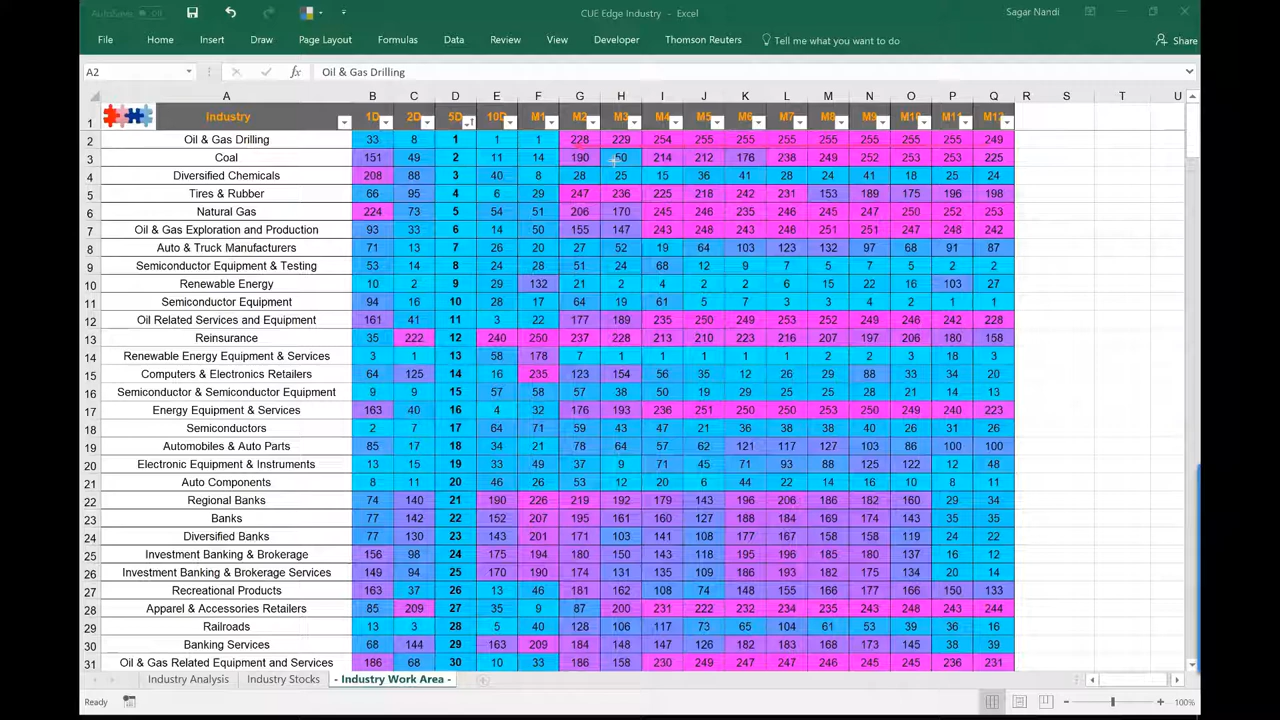 AutoSave Off
CUE Edge Industry - Excel
Sagar Nandi
File Home Insert Draw Page Layout Formulas Data Review View Developer Thomson Reuters Tell me what you want to do Share
A2 fx Oil & Gas Drilling
A B C D E F G H I J K L M N O P Q R S T U
1 Industry 1D 2D 5D 10D M1 M2 M3 M4 M5 M6 M7 M8 M9 M10 M11 M12
2 Oil & Gas Drilling 33 8 1 1 1 228 229 254 255 255 255 255 255 255 255 249
3 Coal 151 49 2 11 14 190 50 214 212 176 238 249 252 253 253 225
4 Diversified Chemicals 208 88 3 40 8 28 25 15 36 41 28 24 41 18 25 24
5 Tires & Rubber 66 95 4 6 29 247 236 225 218 242 231 153 189 175 196 198
6 Natural Gas 224 73 5 54 51 206 170 245 246 235 246 245 247 250 252 253
7 Oil & Gas Exploration and Production 93 33 6 14 50 155 147 243 248 243 248 251 251 247 248 242
8 Auto & Truck Manufacturers 71 13 7 26 20 27 52 19 64 103 123 132 97 68 91 87
9 Semiconductor Equipment & Testing 53 14 8 24 28 51 24 68 12 9 7 5 7 5 2 2
10 Renewable Energy 10 2 9 29 132 21 2 4 2 2 6 15 22 16 103 27
11 Semiconductor Equipment 94 16 10 28 17 64 19 61 5 7 3 3 4 2 1 1
12 Oil Related Services and Equipment 161 41 11 3 22 177 189 235 250 249 253 252 249 246 242 228
13 Reinsurance 35 222 12 240 250 237 228 213 210 223 216 207 197 206 180 158
14 Renewable Energy Equipment & Services 3 1 13 58 178 7 1 1 1 1 1 2 2 3 18 3
15 Computers & Electronics Retailers 64 125 14 16 235 123 154 56 35 12 26 29 88 33 34 20
16 Semiconductor & Semiconductor Equipment 9 9 15 57 58 57 38 50 19 29 25 25 28 21 14 13
17 Energy Equipment & Services 163 40 16 4 32 176 193 236 251 250 250 253 250 249 240 223
18 Semiconductors 2 7 17 64 71 59 43 47 21 36 38 38 40 26 31 26
19 Automobiles & Auto Parts 85 17 18 34 21 78 64 57 62 121 117 127 103 86 100 100
20 Electronic Equipment & Instruments 13 15 19 33 49 37 9 71 45 71 93 88 125 122 12 48
21 Auto Components 8 11 20 46 26 53 12 20 6 44 22 14 16 10 8 11
22 Regional Banks 74 140 21 190 226 219 192 179 143 196 206 186 182 160 29 34
23 Banks 77 142 22 152 207 195 161 160 127 188 184 169 174 143 35 35
24 Diversified Banks 77 130 23 143 201 171 103 141 108 177 167 158 158 119 24 22
25 Investment Banking & Brokerage 156 98 24 175 194 180 150 143 118 195 196 185 180 137 16 12
26 Investment Banking & Brokerage Services 149 94 25 170 190 174 131 135 109 186 193 182 175 134 20 14
27 Recreational Products 163 37 26 13 46 181 162 108 74 148 155 166 177 166 150 133
28 Apparel & Accessories Retailers 85 209 27 35 9 87 200 231 222 232 234 235 243 248 243 244
29 Railroads 13 3 28 5 40 128 106 117 73 65 104 61 53 39 36 16
30 Banking Services 68 144 29 163 209 184 148 147 126 182 183 168 173 145 38 39
31 Oil & Gas Related Equipment and Services 186 68 30 10 33 186 158 230 249 247 247 246 245 245 236 231
Industry Analysis Industry Stocks - Industry Work Area -
Ready 100%